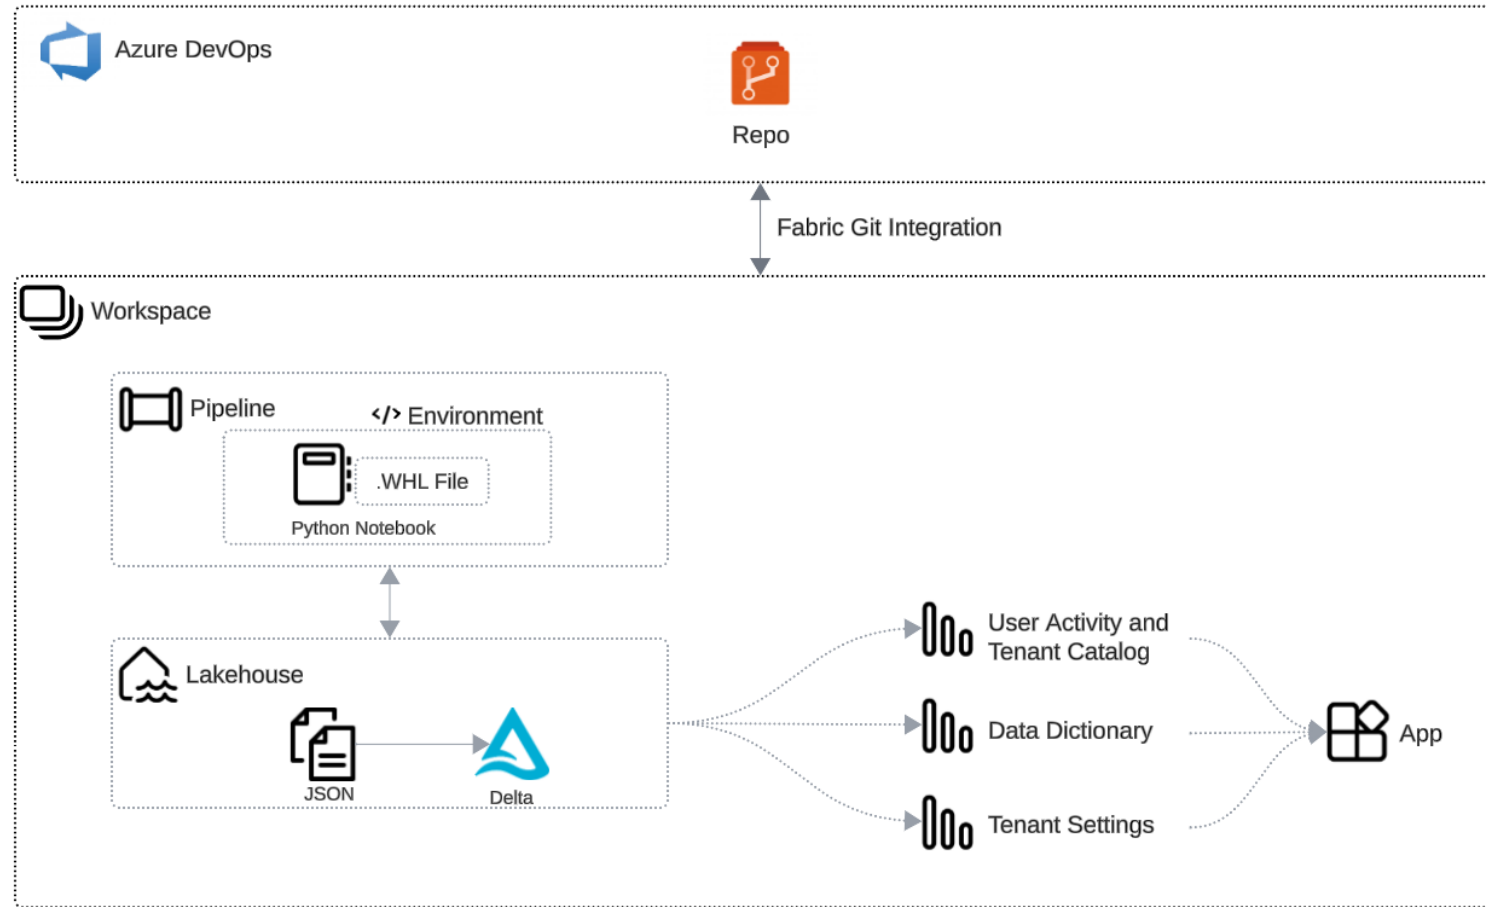 Azure DevOps
Repo
Fabric Git Integration
Workspace
Pipeline
</> Environment
.WHL File
Python Notebook
Lakehouse
JSON
Delta
User Activity and
Tenant Catalog
Data Dictionary
Tenant Settings
App